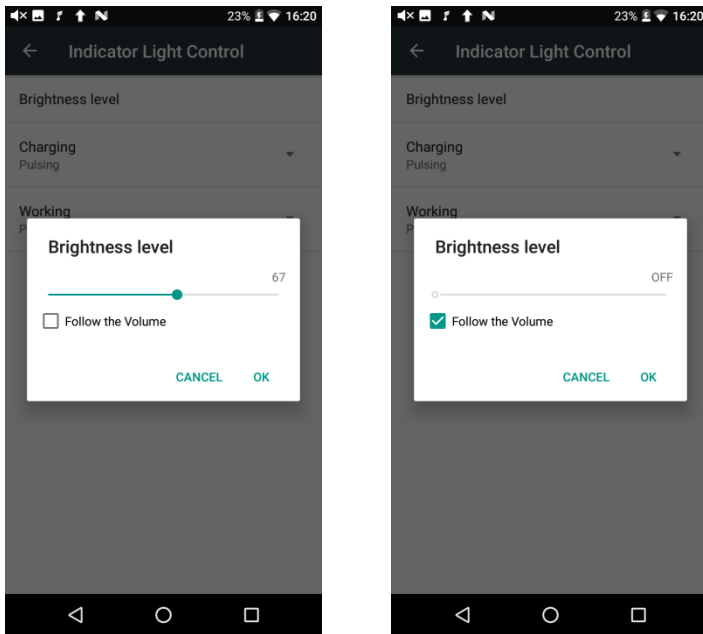 23% 16:20
Indicator Light Control
Brightness level
Charging
Pulsing
Working
P
Brightness level
67
Follow the Volume
CANCEL OK
23% 16:20
Indicator Light Control
Brightness level
Charging
Pulsing
Working
P
Brightness level
OFF
Follow the Volume
CANCEL OK